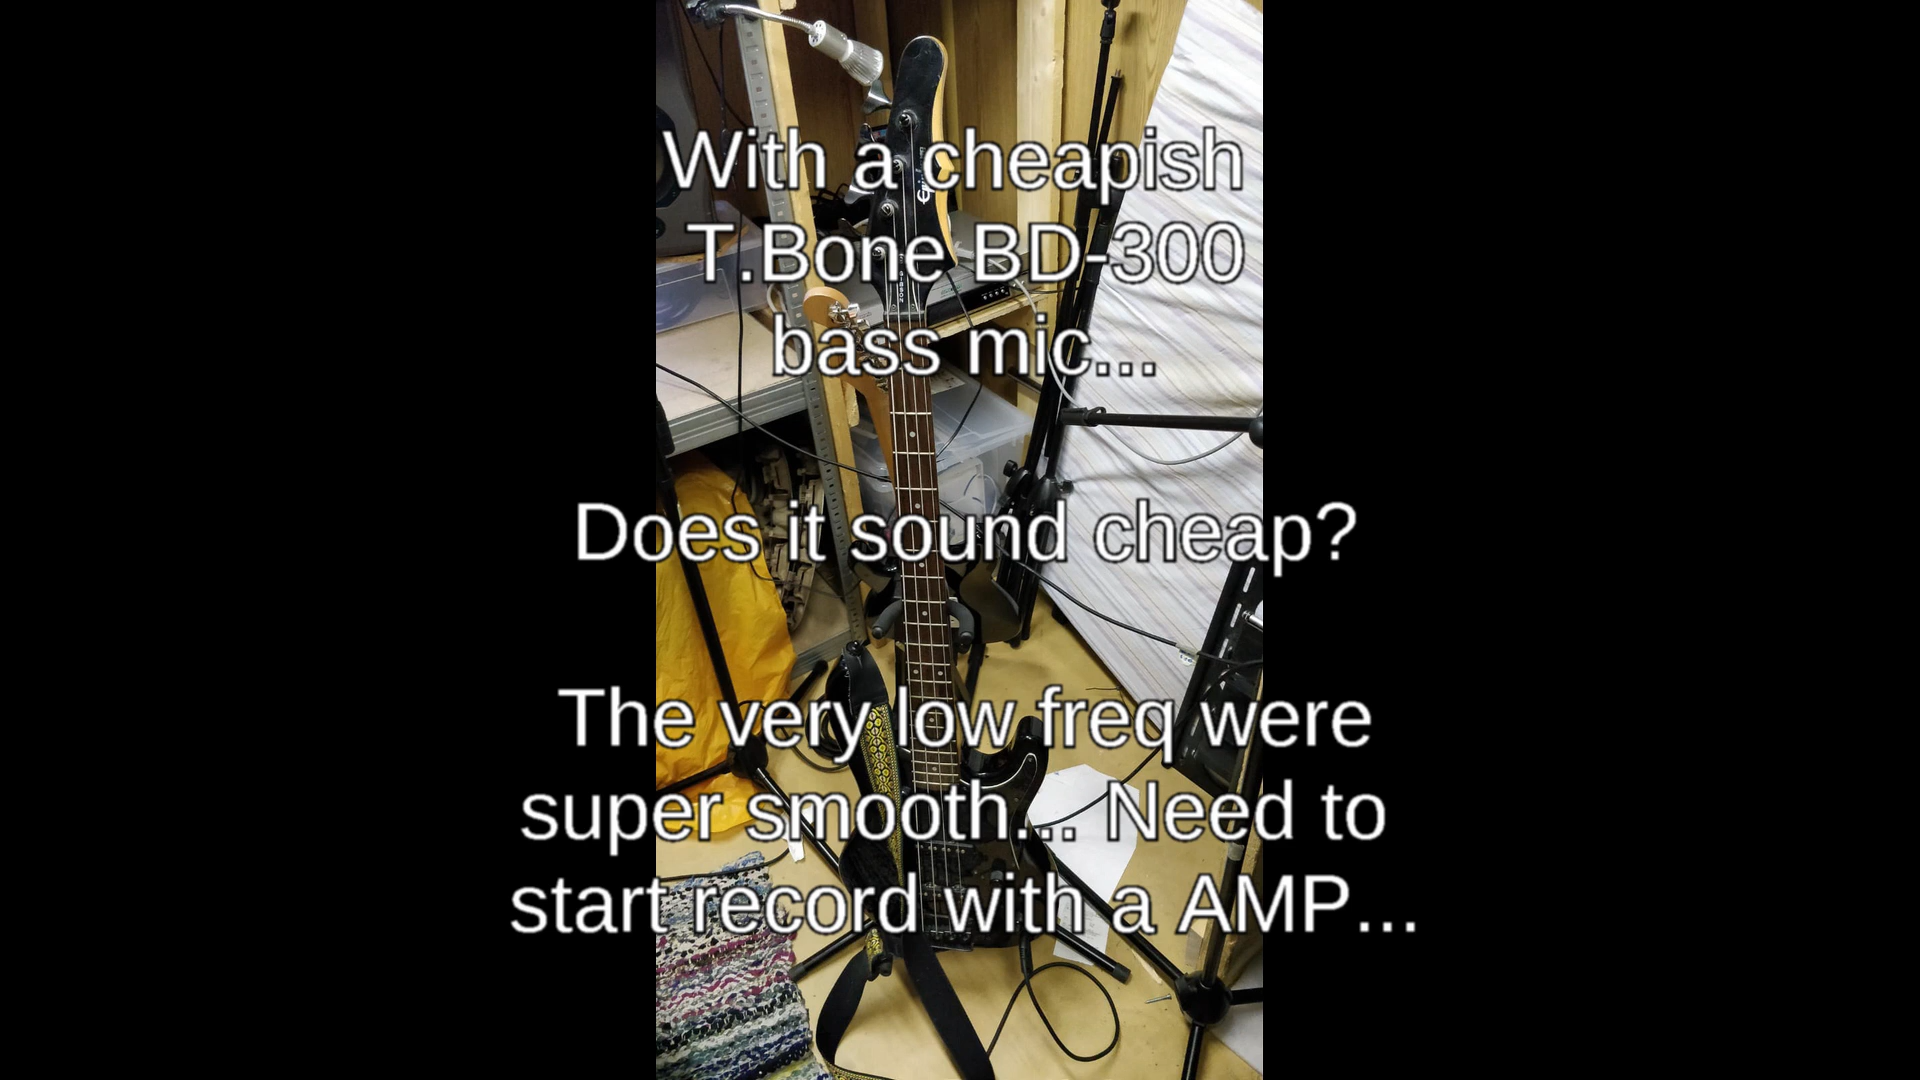 With a cheapish
T.Bone BD-300
bass mic...
Does it sound cheap?
The very low freq were
super smooth... Need to
start record with a AMP...